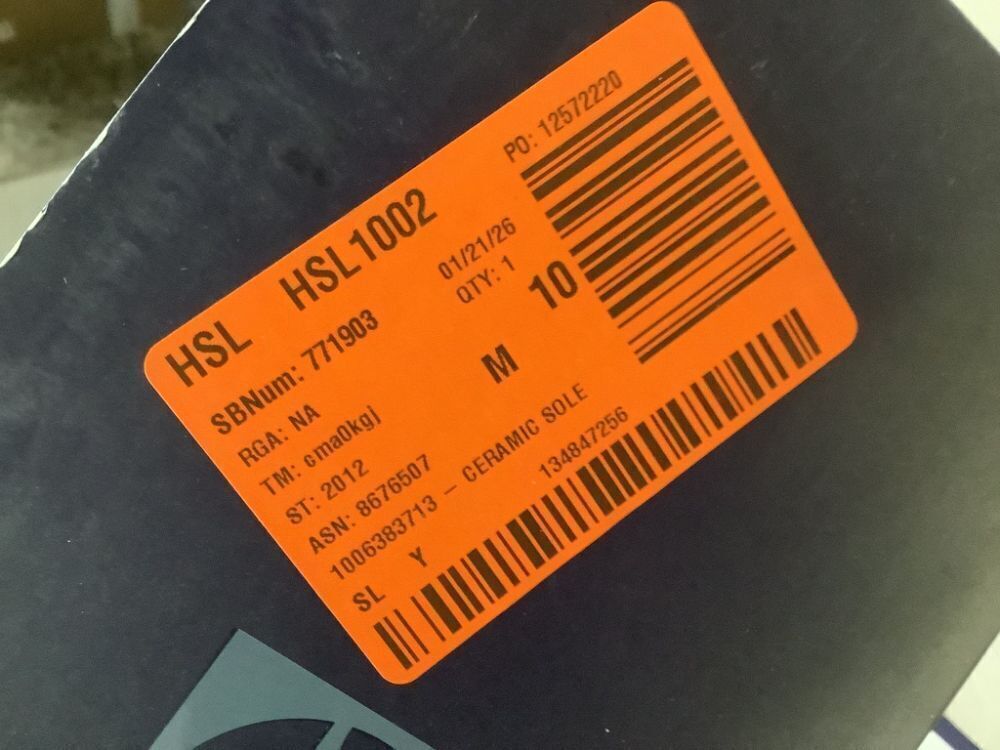 HSL HSL1002
SBNum: 771903 01/21/26 PO: 12572220
RGA: NA QTY: 1
TM: cma0kgj M 10
ST: 2012
ASN: 8676507
1006383713 – CERAMIC SOLE
SL Y 134847256